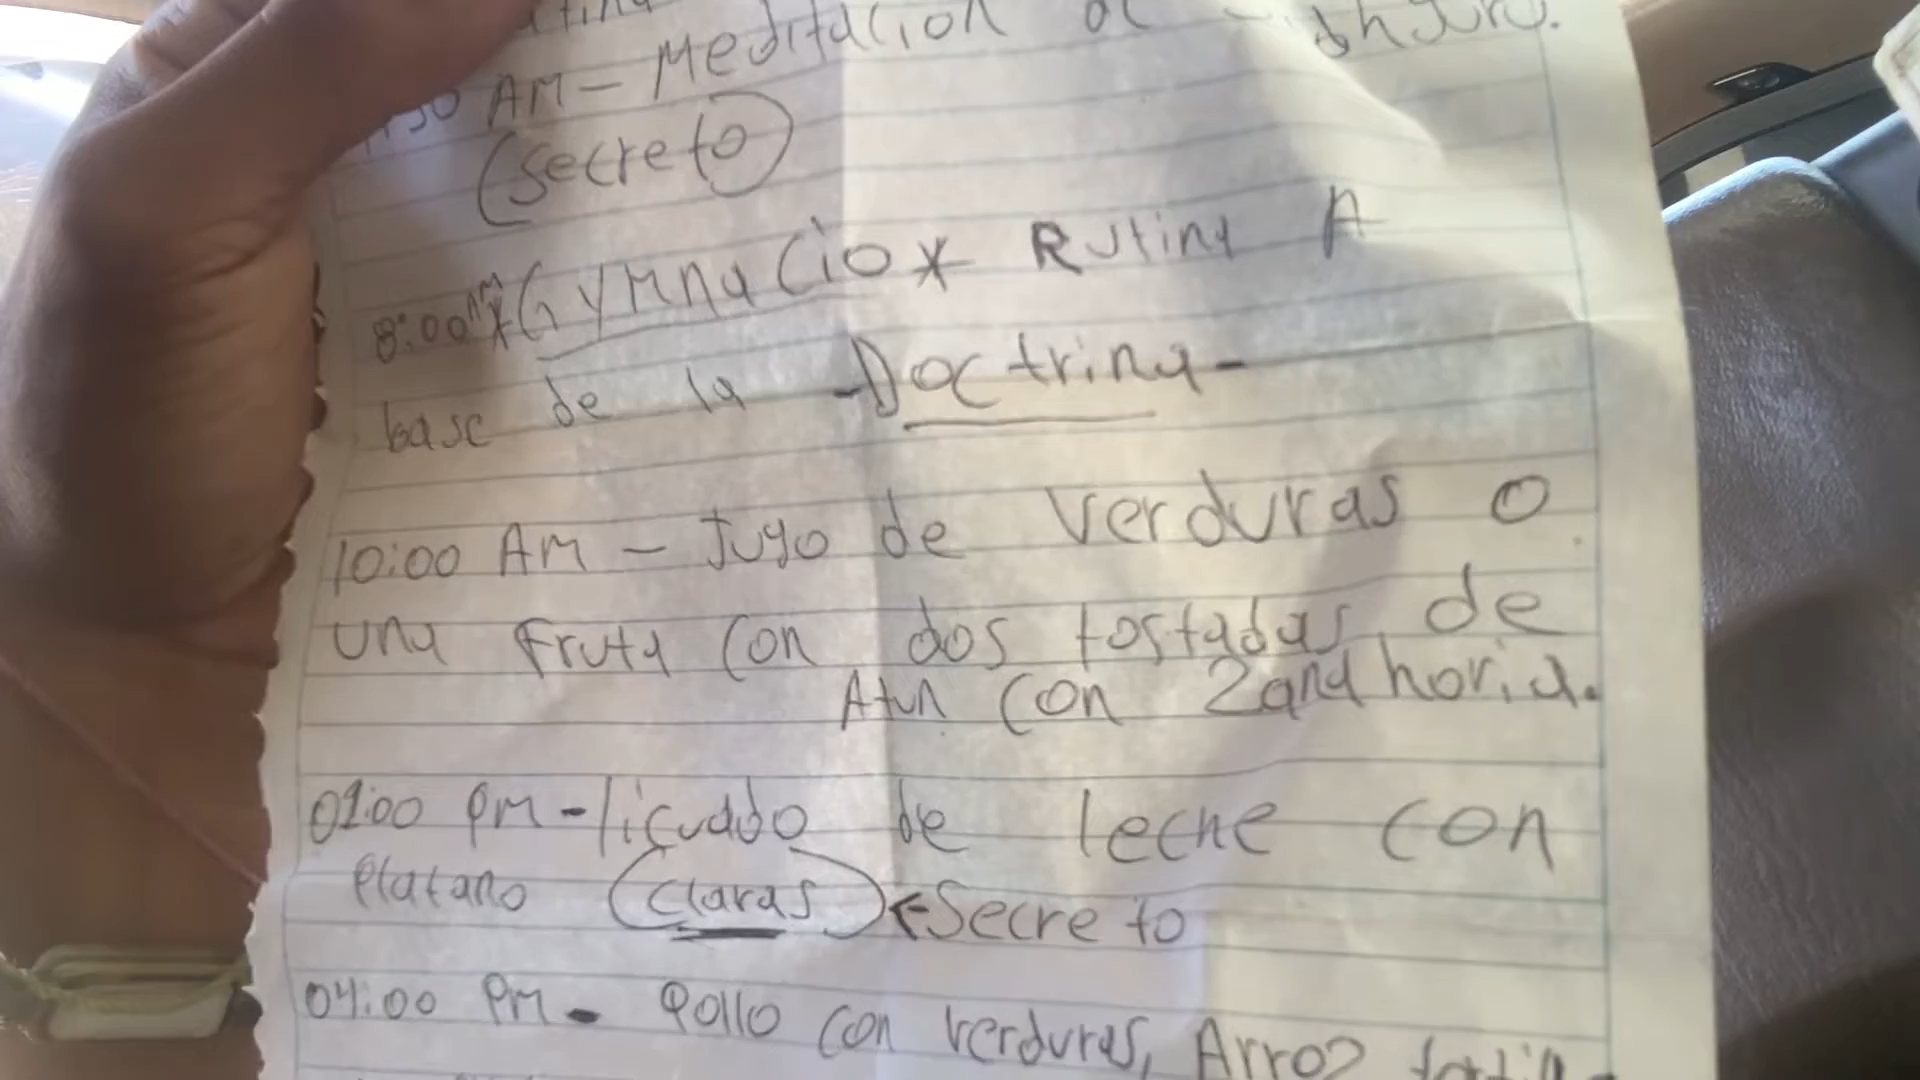 AM - Meditacion
(secreto)
8:00 AM *Gymnacio* Rutina A
base de la -Doctrina-
10:00 AM - Jugo de Verduras o
una Fruta con dos tostadas de
Atun con Zanahoria.
01:00 PM - licuado de leche con
Platano (claras) ← Secreto
04:00 PM - Pollo con verduras, Arroz